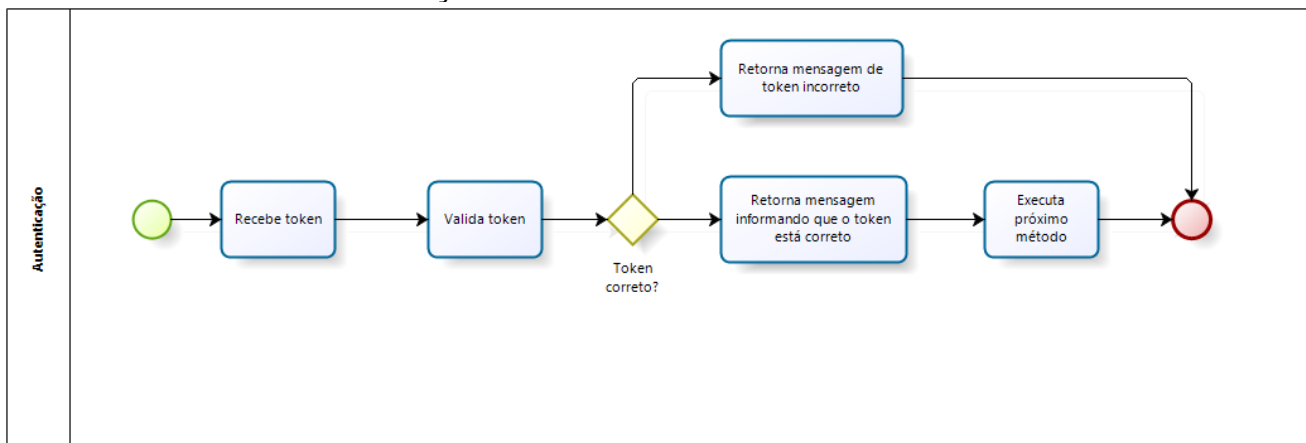 Autenticação
Recebe token
Valida token
Token
correto?
Retorna mensagem de
token incorreto
Retorna mensagem
informando que o token
está correto
Executa
próximo
método